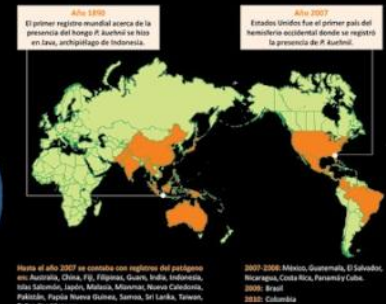 Año 1890
El primer registro mundial acerca de la
presencia del hongo P. kuehnii se hizo
en Java, archipiélago de Indonesia.
Año 2007
Estados Unidos fue el primer país del
hemisferio occidental donde se registró
la presencia de P. kuehnii.
Hasta el año 2007 se contaba con registros del patógeno
en: Australia, China, Fiji, Filipinas, Guam, India, Indonesia,
Islas Salomón, Japón, Malasia, Mianmar, Nueva Caledonia,
Pakistán, Papúa Nueva Guinea, Samoa, Sri Lanka, Taiwan,
2007-2008: México, Guatemala, El Salvador,
Nicaragua, Costa Rica, Panamá y Cuba.
2009: Brasil
2010: Colombia